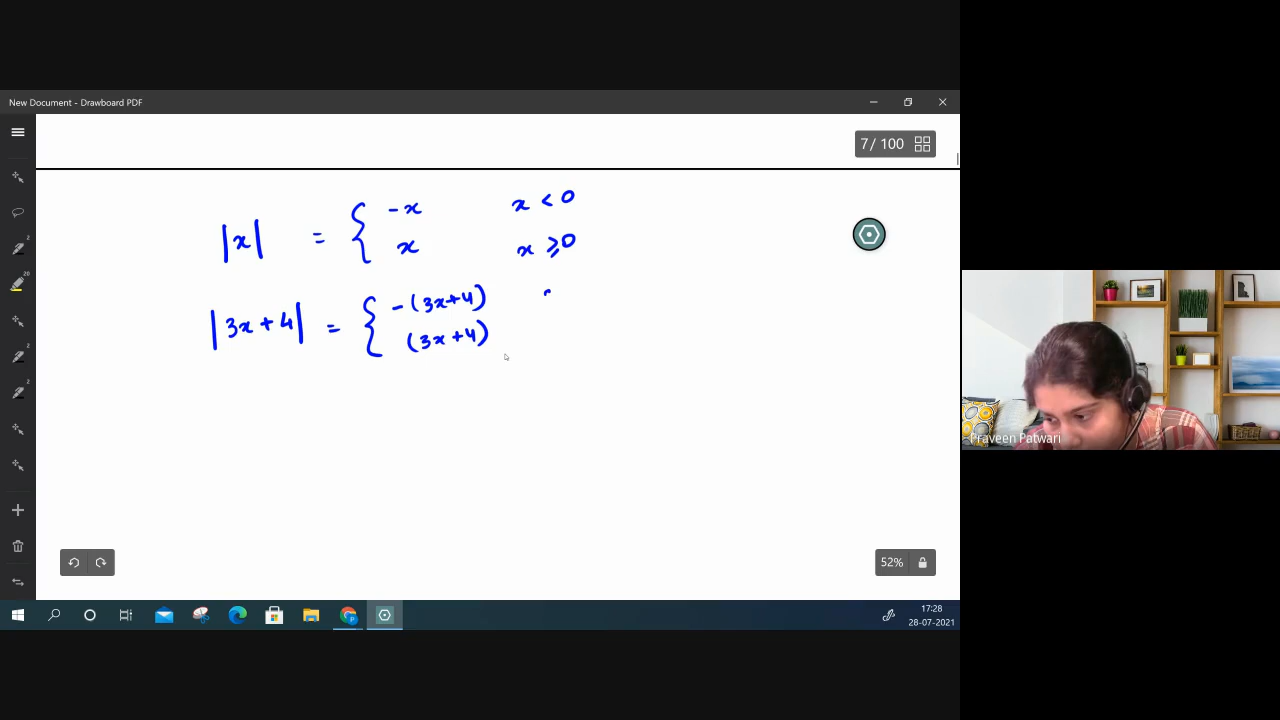 New Document - Drawboard PDF
7 / 100
|x| = { -x x < 0
x x ⩾ 0
|3x + 4| = { -(3x+4)
(3x + 4)
Praveen Patwari
52%
17:28
28-07-2021